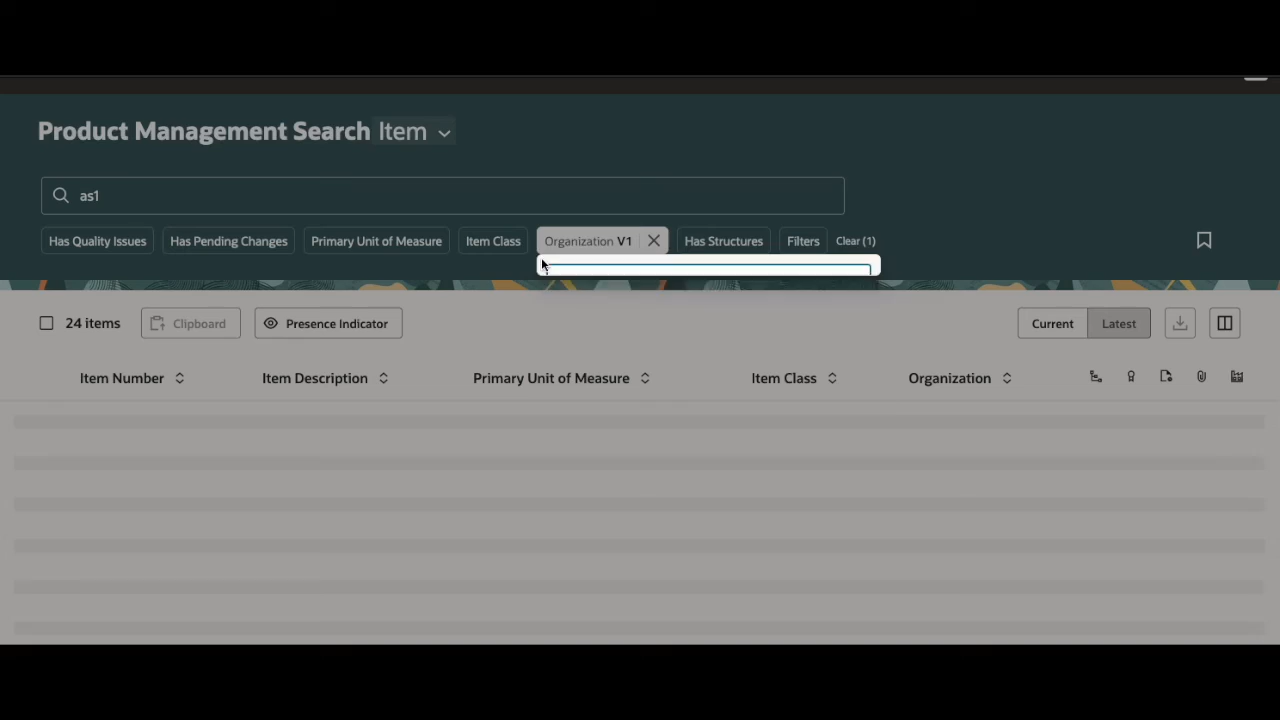 Product Management Search Item
as1
Has Quality Issues Has Pending Changes Primary Unit of Measure Item Class Organization V1 Has Structures Filters Clear (1)
24 items Clipboard Presence Indicator Current Latest
Item Number Item Description Primary Unit of Measure Item Class Organization